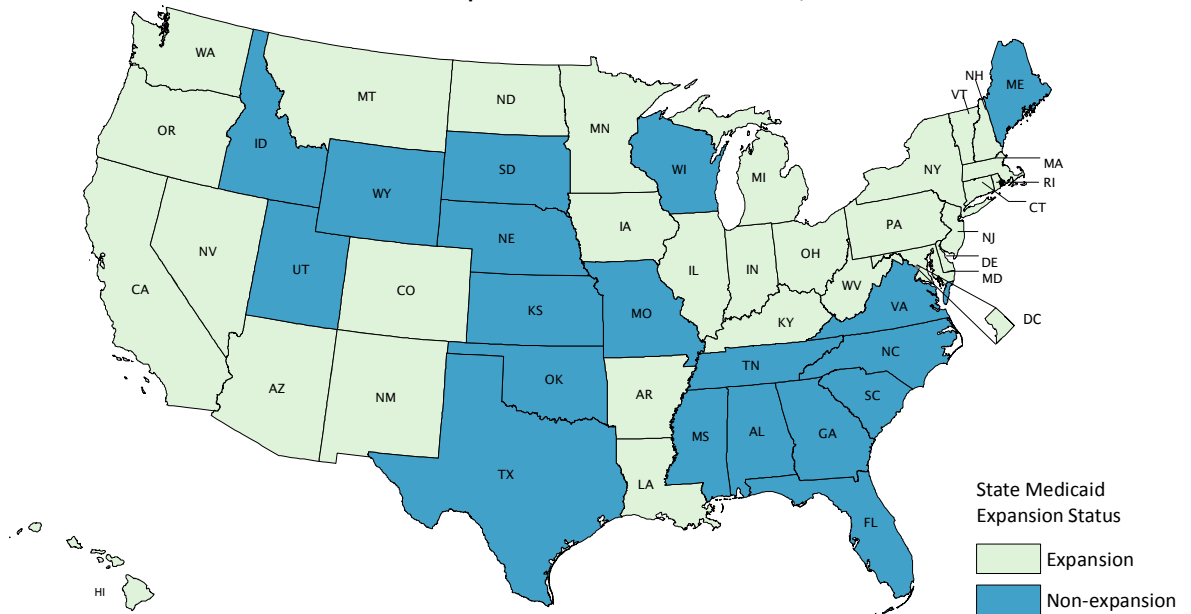 WA
MT
ND
MN
OR
ID
SD
WI
MI
NH
VT
ME
NY
MA
RI
CT
WY
NE
IA
PA
NJ
DE
MD
NV
UT
CO
IL
IN
OH
WV
VA
DC
CA
KS
MO
KY
NC
TN
AZ
NM
OK
AR
SC
MS
AL
GA
TX
LA
FL
HI
State Medicaid
Expansion Status
Expansion
Non-expansion